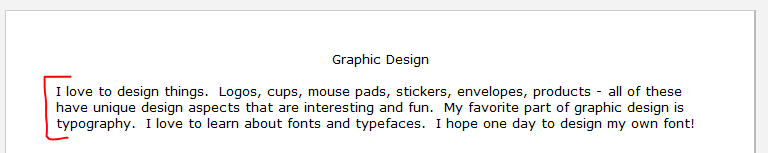 Graphic Design
I love to design things.  Logos, cups, mouse pads, stickers, envelopes, products - all of these
have unique design aspects that are interesting and fun.  My favorite part of graphic design is
typography.  I love to learn about fonts and typefaces.  I hope one day to design my own font!